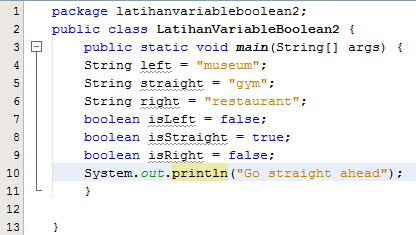 1 package latihanvariableboolean2;
2 public class LatihanVariableBoolean2 {
3 public static void main(String[] args) {
4 String left = "museum";
5 String straight = "gym";
6 String right = "restaurant";
7 boolean isLeft = false;
8 boolean isStraight = true;
9 boolean isRight = false;
10 System.out.println("Go straight ahead");
11 }
12
13 }